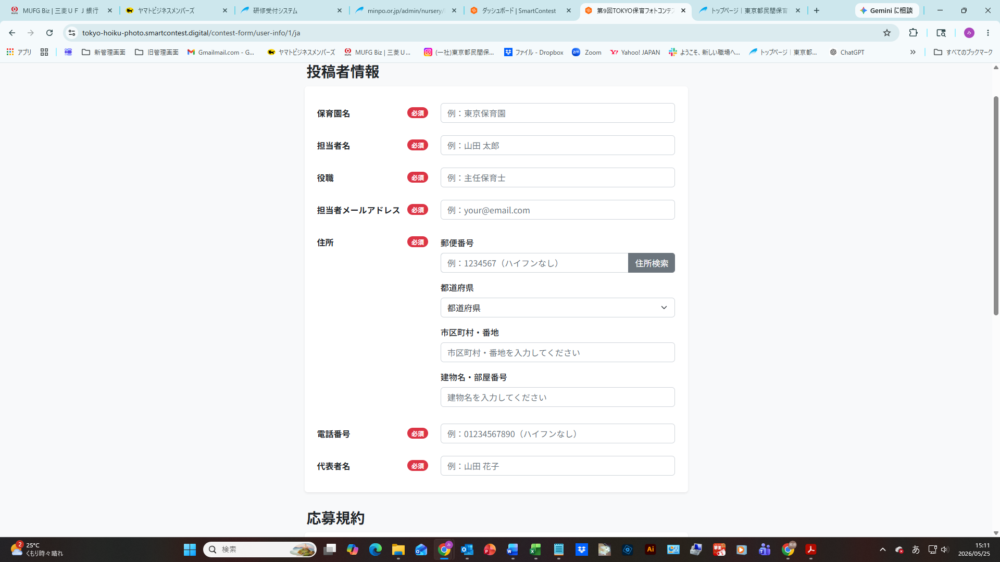 MUFG Biz | 三菱ＵＦＪ銀行
ヤマトビジネスメンバーズ
研修受付システム
minpo.or.jp/admin/nursery/
ダッシュボード | SmartContest
第9回TOKYO保育フォトコンテス
トップページ｜東京都民間保育
Gemini に相談
tokyo-hoiku-photo.smartcontest.digital/contest-form/user-info/1/ja
み
アプリ
新管理画面
旧管理画面
Gmailmail.com - G...
ヤマトビジネスメンバーズ
MUFG Biz | 三菱Ｕ...
(一社)東京都民間保...
ファイル - Dropbox
Zoom
Yahoo! JAPAN
ようこそ、新しい職場へ...
トップページ｜東京都...
ChatGPT
すべてのブックマーク
投稿者情報
保育園名 必須 例：東京保育園
担当者名 必須 例：山田 太郎
役職 必須 例：主任保育士
担当者メールアドレス 必須 例：your@email.com
住所 必須 郵便番号
例：1234567（ハイフンなし） 住所検索
都道府県
都道府県
市区町村・番地
市区町村・番地を入力してください
建物名・部屋番号
建物名を入力してください
電話番号 必須 例：01234567890（ハイフンなし）
代表者名 必須 例：山田 花子
応募規約
2
25°C
くもり時々晴れ
検索
あ
15:11
2026/05/25